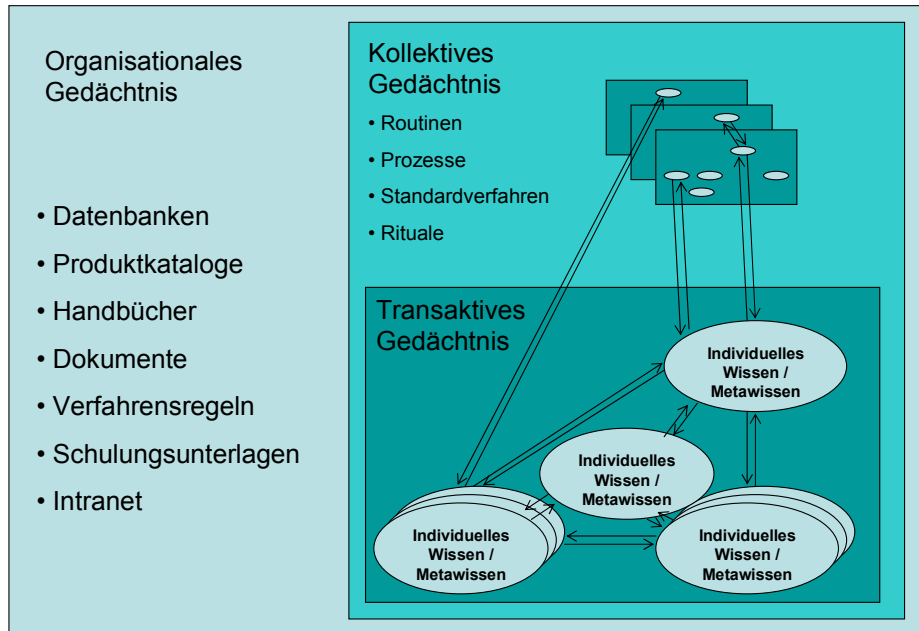 Organisationales
Gedächtnis
• Datenbanken
• Produktkataloge
• Handbücher
• Dokumente
• Verfahrensregeln
• Schulungsunterlagen
• Intranet
Kollektives
Gedächtnis
• Routinen
• Prozesse
• Standardverfahren
• Rituale
Transaktives
Gedächtnis
Individuelles
Wissen /
Metawissen
Individuelles
Wissen /
Metawissen
Individuelles
Wissen /
Metawissen
Individuelles
Wissen /
Metawissen